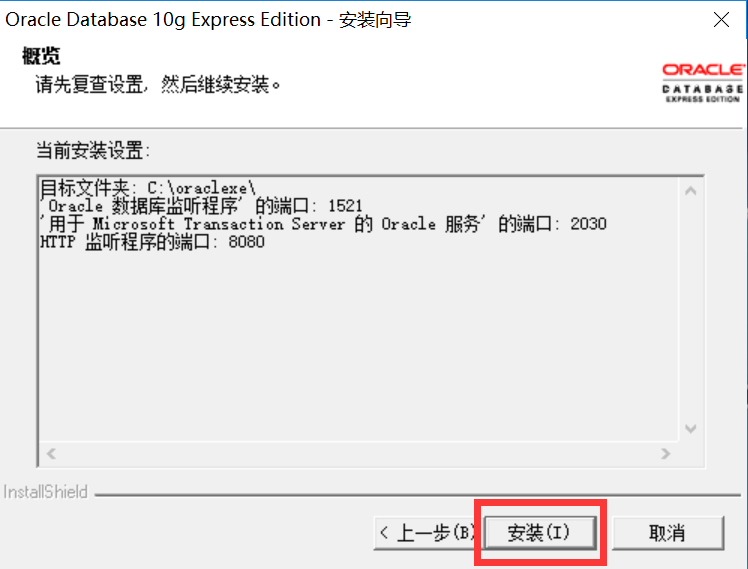 Oracle Database 10g Express Edition - 安装向导
概览
请先复查设置，然后继续安装。
ORACLE
DATABASE
EXPRESS EDITION
当前安装设置:
目标文件夹: C:\oraclexe\
'Oracle 数据库监听程序' 的端口: 1521
'用于 Microsoft Transaction Server 的 Oracle 服务' 的端口: 2030
HTTP 监听程序的端口: 8080
InstallShield
< 上一步(B)
安装(I)
取消